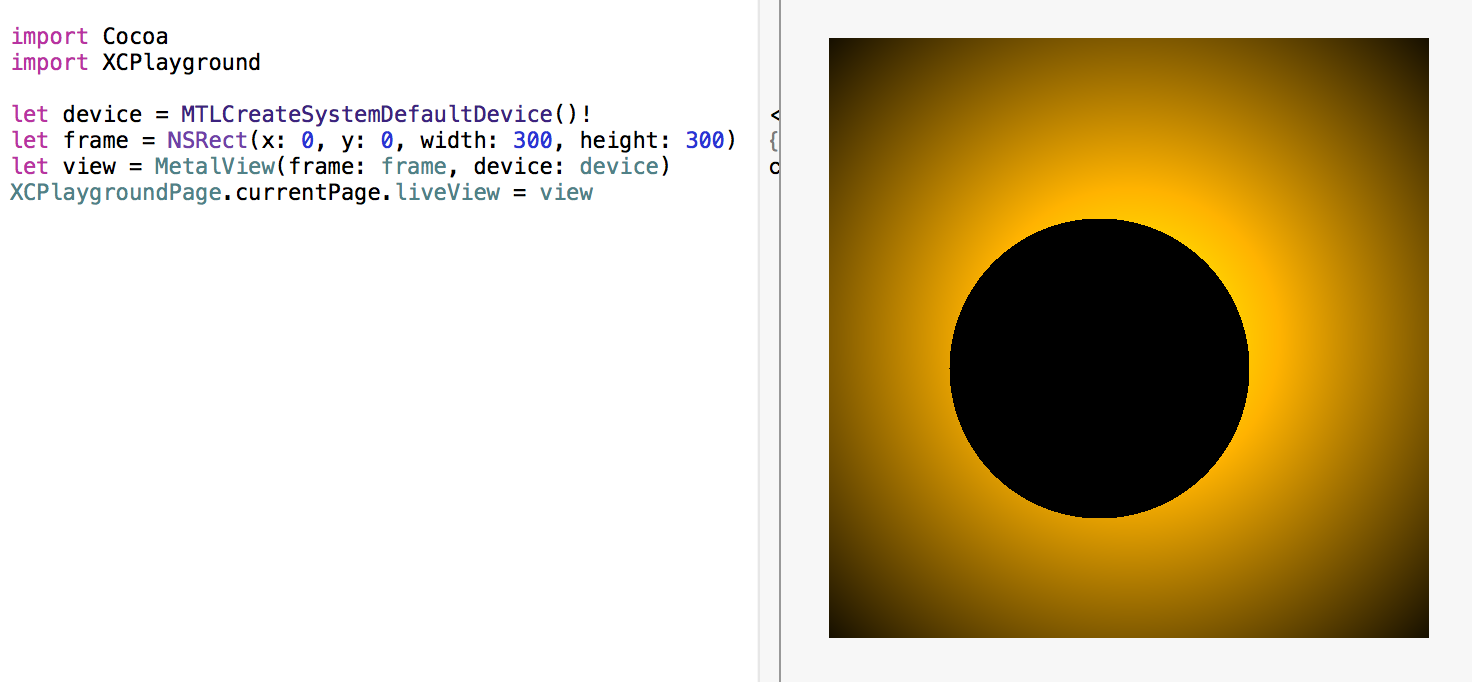 import Cocoa
import XCPlayground
let device = MTLCreateSystemDefaultDevice()!
let frame = NSRect(x: 0, y: 0, width: 300, height: 300)
let view = MetalView(frame: frame, device: device)
XCPlaygroundPage.currentPage.liveView = view